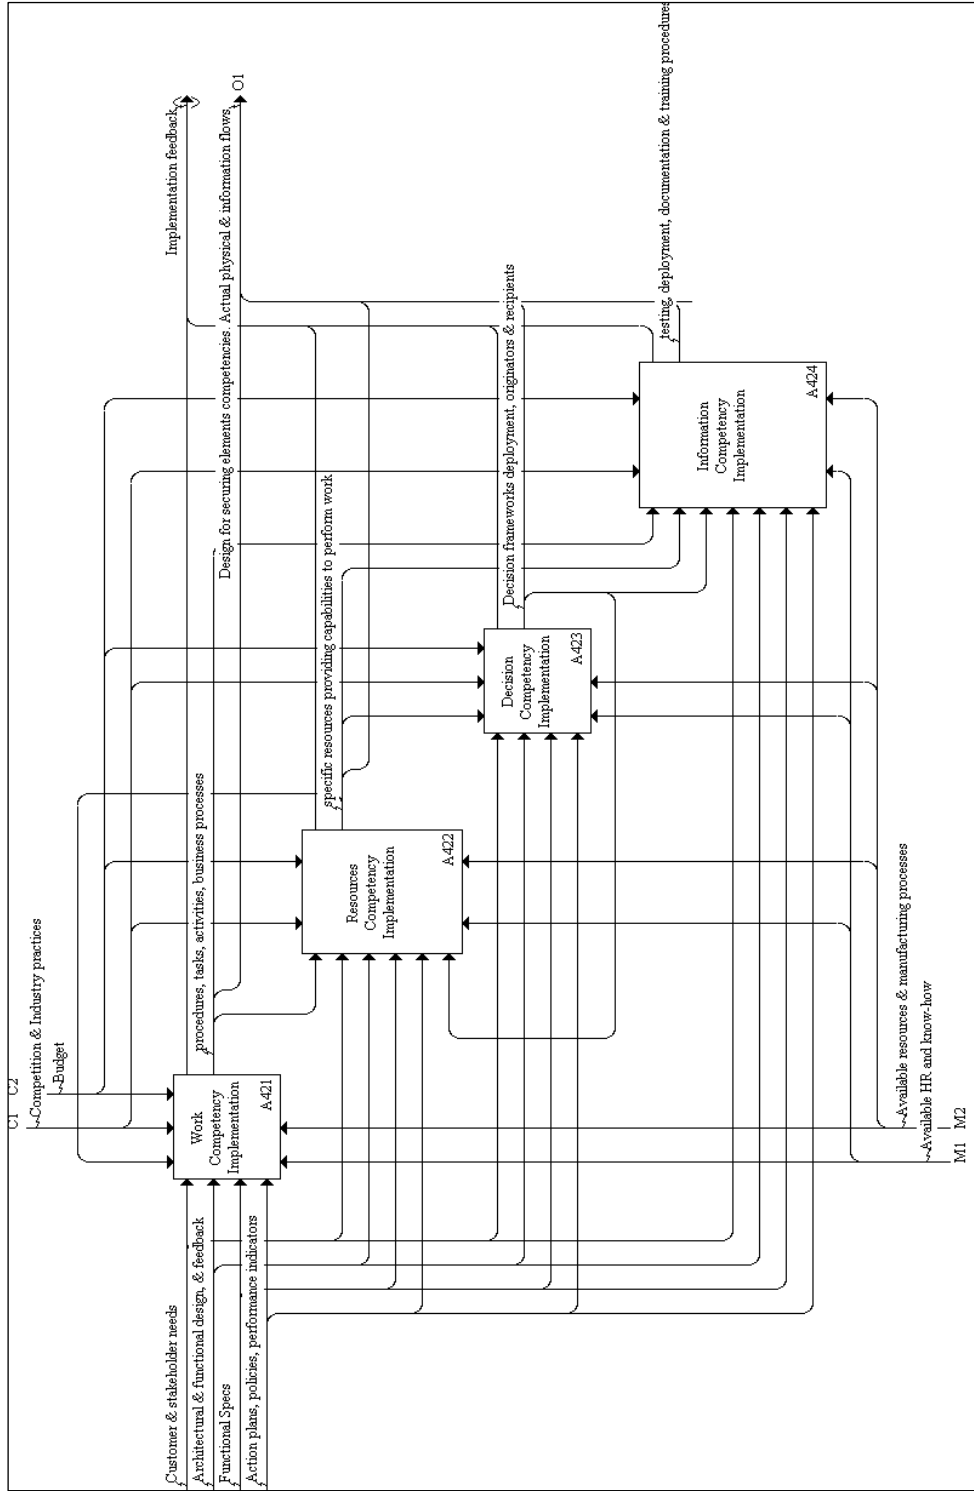 C1
C2
Competition & Industry practices
Budget
Customer & stakeholder needs
Architectural & functional design, & feedback
Functional Specs
Action plans, policies, performance indicators
Work
Competency
Implementation
A421
procedures, tasks, activities, business processes
Implementation feedback
Design for securing elements competencies. Actual physical & information flows
O1
Resources
Competency
Implementation
A422
specific resources providing capabilities to perform work
Decision
Competency
Implementation
A423
Decision frameworks deployment, originators & recipients
Information
Competency
Implementation
A424
testing, deployment, documentation & training procedures
Available resources & manufacturing processes
Available HR and know-how
M1
M2